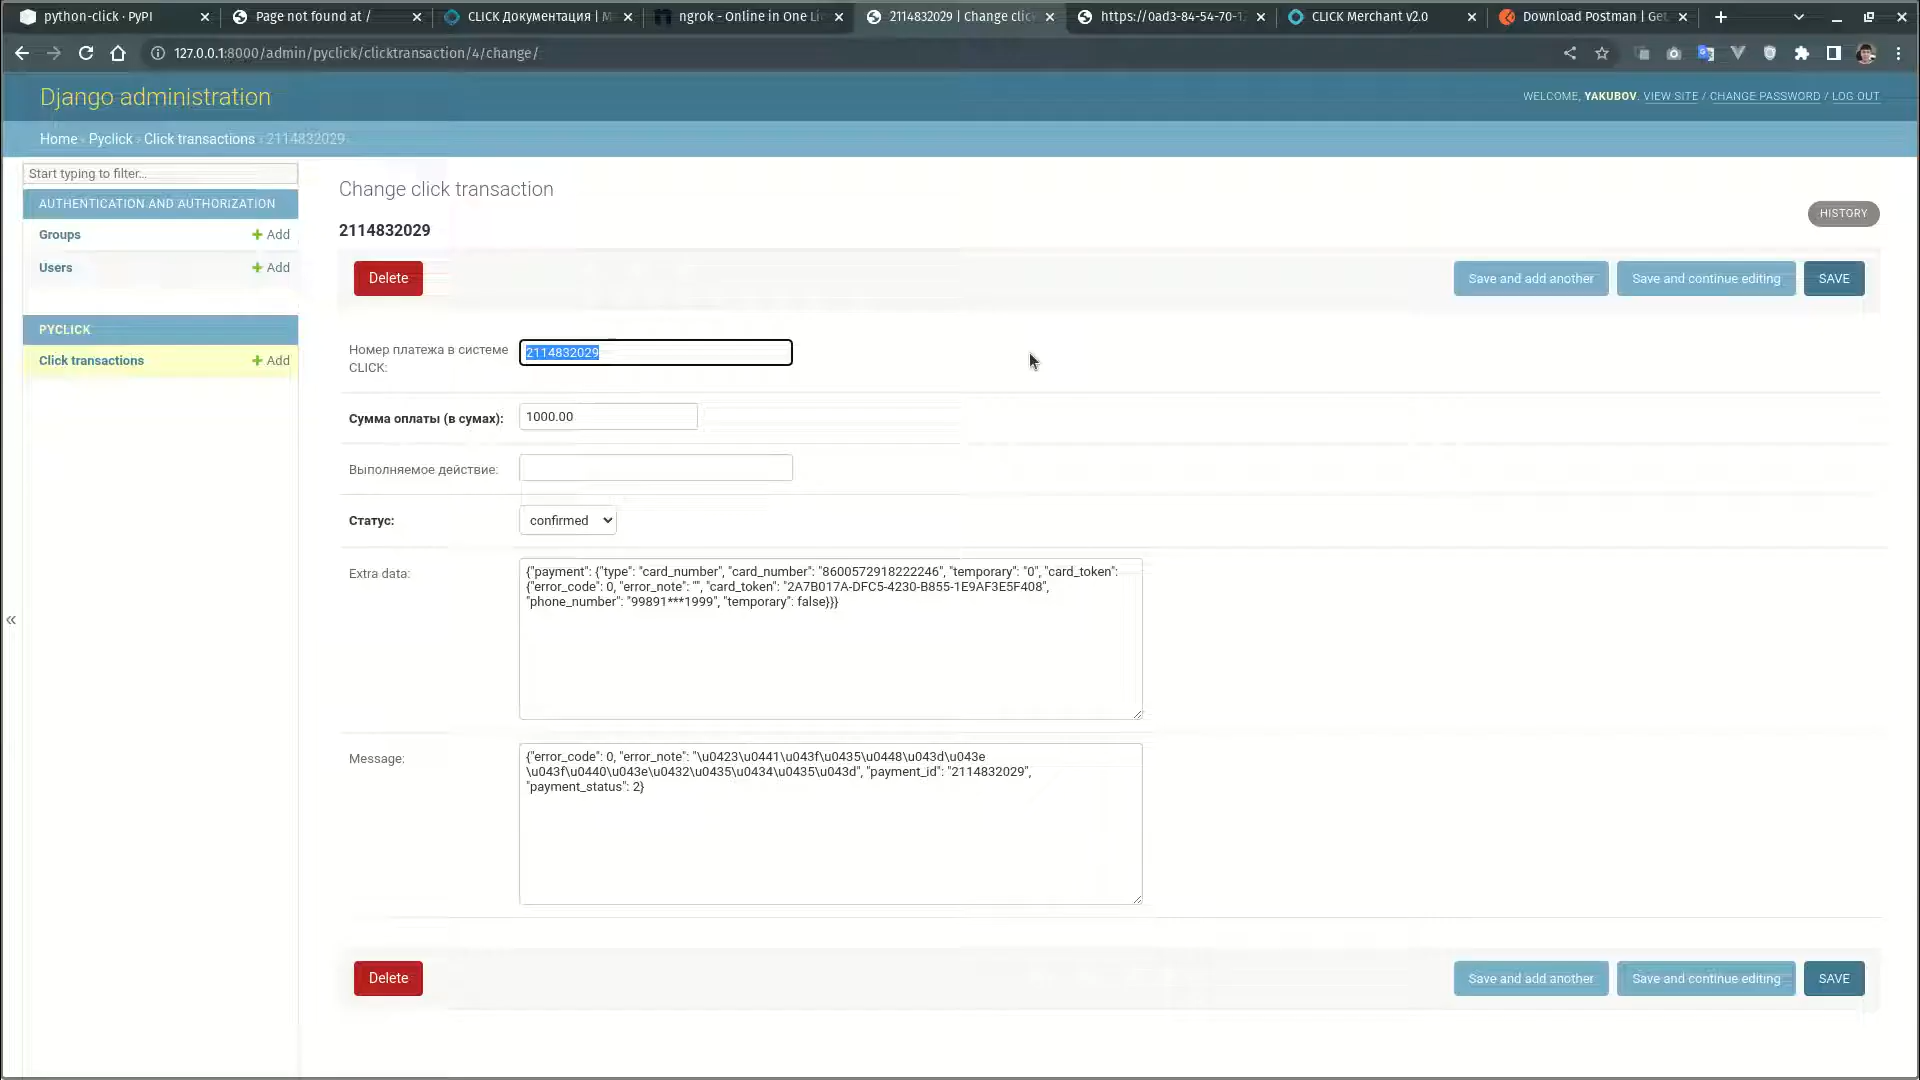 python-click · PyPI
Page not found at /
CLICK Документация | M
ngrok - Online in One Li
2114832029 | Change clic
https://0ad3-84-54-70-1
CLICK Merchant v2.0
Download Postman | Get
127.0.0.1:8000/admin/pyclick/clicktransaction/4/change/
Django administration
WELCOME, YAKUBOV. VIEW SITE / CHANGE PASSWORD / LOG OUT
Home › Pyclick › Click transactions › 2114832029
Start typing to filter...
AUTHENTICATION AND AUTHORIZATION
Groups
+ Add
Users
+ Add
PYCLICK
Click transactions
+ Add
«
Change click transaction
2114832029
HISTORY
Delete
Save and add another
Save and continue editing
SAVE
Номер платежа в системе
CLICK:
2114832029
Сумма оплаты (в сумах):
1000.00
Выполняемое действие:
Статус:
confirmed
Extra data:
{"payment": {"type": "card_number", "card_number": "8600572918222246", "temporary": "0", "card_token":
{"error_code": 0, "error_note": "", "card_token": "2A7B017A-DFC5-4230-B855-1E9AF3E5F408",
"phone_number": "99891***1999", "temporary": false}}}
Message:
{"error_code": 0, "error_note": "\u0423\u0441\u043f\u0435\u0448\u043d\u043e
\u043f\u0440\u043e\u0432\u0435\u0434\u0435\u043d", "payment_id": "2114832029",
"payment_status": 2}
Delete
Save and add another
Save and continue editing
SAVE